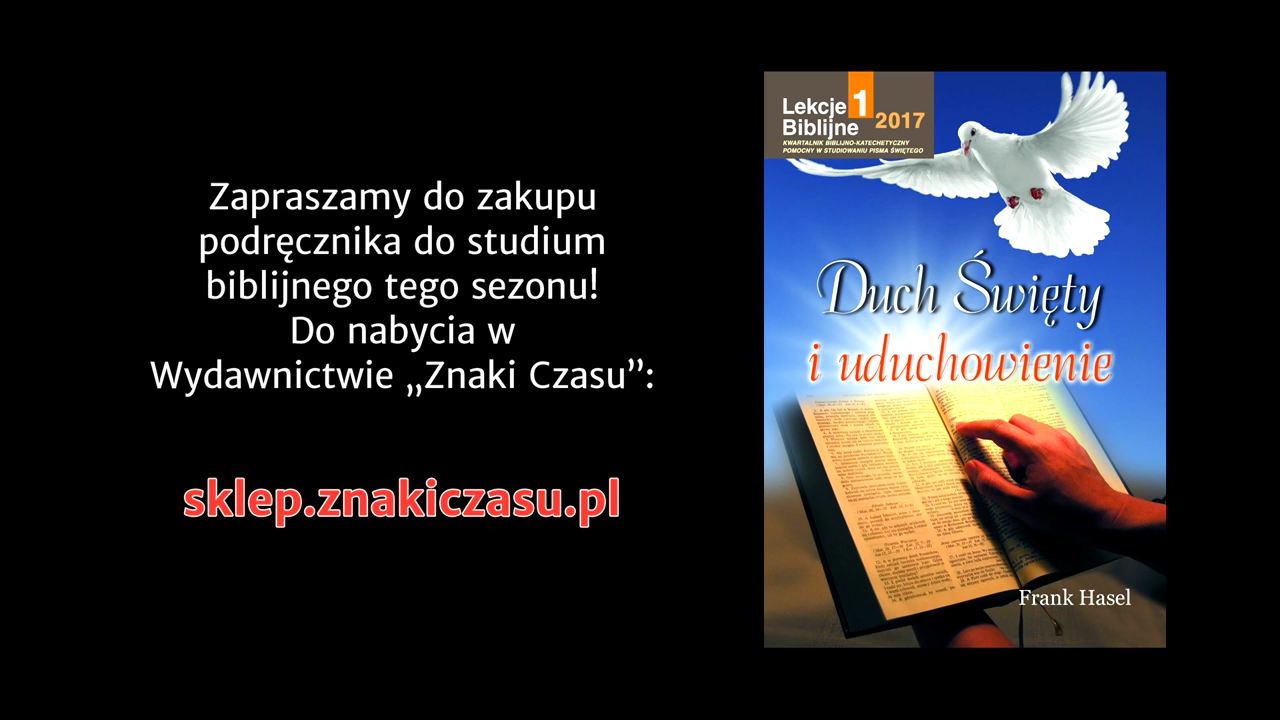 Zapraszamy do zakupu
podręcznika do studium
biblijnego tego sezonu!
Do nabycia w
Wydawnictwie „Znaki Czasu”:
sklep.znakiczasu.pl
Lekcje 1
Biblijne 2017
KWARTALNIK BIBLIJNO-KATECHETYCZNY
POMOCNY W STUDIOWANIU PISMA ŚWIĘTEGO
Duch Święty
i uduchowienie
Frank Hasel